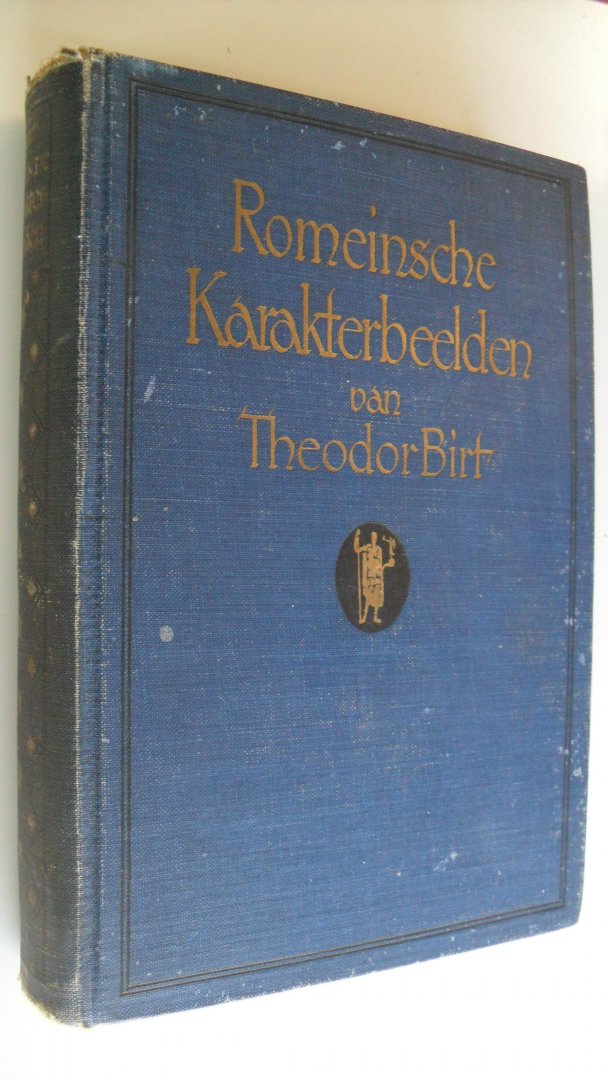 Romeinsche
Karakterbeelden
van
Theodor Birt